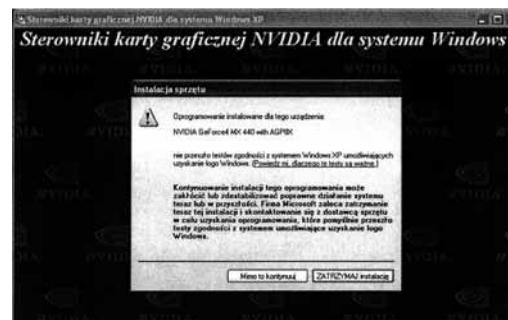 Sterowniki karty graficznej NVIDIA dla systemu Windows XP
Sterowniki karty graficznej NVIDIA dla systemu Windows
Instalacja sprzętu
Oprogramowanie instalowane dla tego urządzenia:
NVIDIA GeForce4 MX 440 with AGP8X
nie przeszło testów zgodności z systemem Windows XP umożliwiających
uzyskanie logo Windows. (Powiedz mi, dlaczego te testy są ważne.)
Kontynuowanie instalacji tego oprogramowania może
zakłócić lub zdestabilizować poprawne działanie systemu
teraz lub w przyszłości. Firma Microsoft zaleca zatrzymanie
teraz tej instalacji i skontaktowanie się z dostawcą sprzętu
w celu uzyskania oprogramowania, które pomyślnie przeszło
testy zgodności z systemem umożliwiające uzyskanie logo
Windows.
Mimo to kontynuuj
ZATRZYMAJ instalację